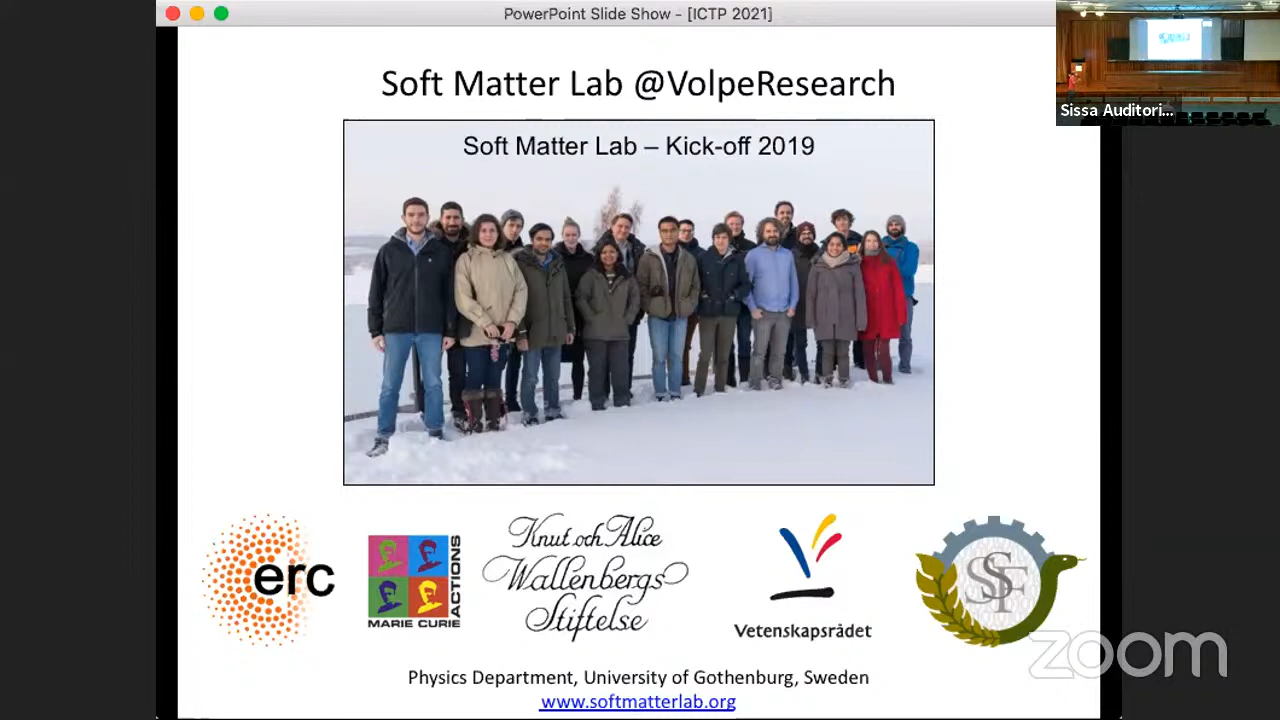 PowerPoint Slide Show - [ICTP 2021]
Sissa Auditori...
Soft Matter Lab @VolpeResearch
Soft Matter Lab – Kick-off 2019
erc
MARIE CURIE
ACTIONS
Knut och Alice
Wallenbergs
Stiftelse
Vetenskapsrådet
SSF
zoom
Physics Department, University of Gothenburg, Sweden
www.softmatterlab.org